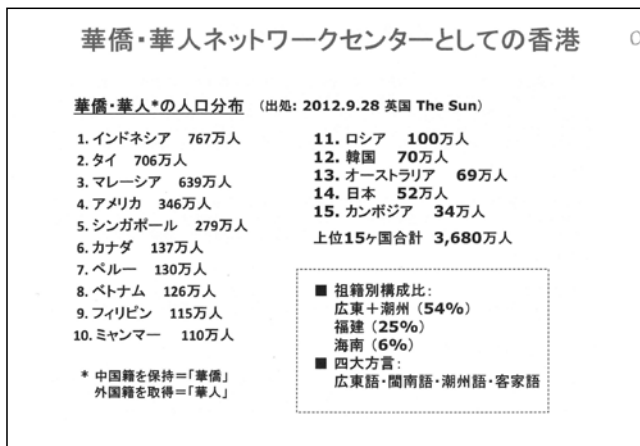 華僑・華人ネットワークセンターとしての香港
華僑・華人*の人口分布 （出処: 2012.9.28 英国 The Sun）
1. インドネシア 767万人
2. タイ 706万人
3. マレーシア 639万人
4. アメリカ 346万人
5. シンガポール 279万人
6. カナダ 137万人
7. ペルー 130万人
8. ベトナム 126万人
9. フィリピン 115万人
10. ミャンマー 110万人
* 中国籍を保持＝「華僑」
外国籍を取得＝「華人」
11. ロシア 100万人
12. 韓国 70万人
13. オーストラリア 69万人
14. 日本 52万人
15. カンボジア 34万人
上位15ヶ国合計 3,680万人
■ 祖籍別構成比:
広東＋潮州（54%）
福建（25%）
海南（6%）
■ 四大方言:
広東語・閩南語・潮州語・客家語